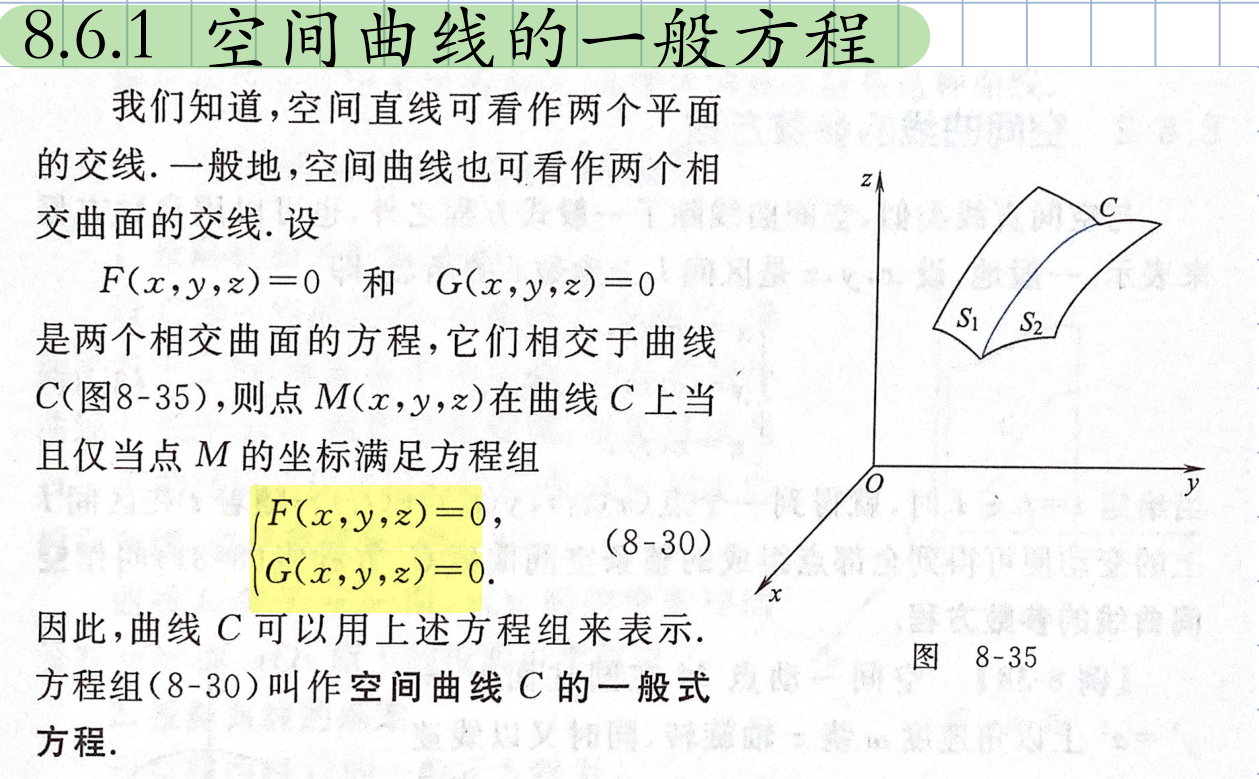 8.6.1 空间曲线的一般方程
我们知道,空间直线可看作两个平面
的交线.一般地,空间曲线也可看作两个相
交曲面的交线.设
F(x,y,z)=0 和 G(x,y,z)=0
是两个相交曲面的方程,它们相交于曲线
C(图8-35),则点 M(x,y,z)在曲线 C 上当
且仅当点 M 的坐标满足方程组
F(x,y,z)=0,
G(x,y,z)=0.
(8-30)
因此,曲线 C 可以用上述方程组来表示.
方程组(8-30)叫作空间曲线 C 的一般式
方程.
z
C
S1
S2
O
y
x
图 8-35